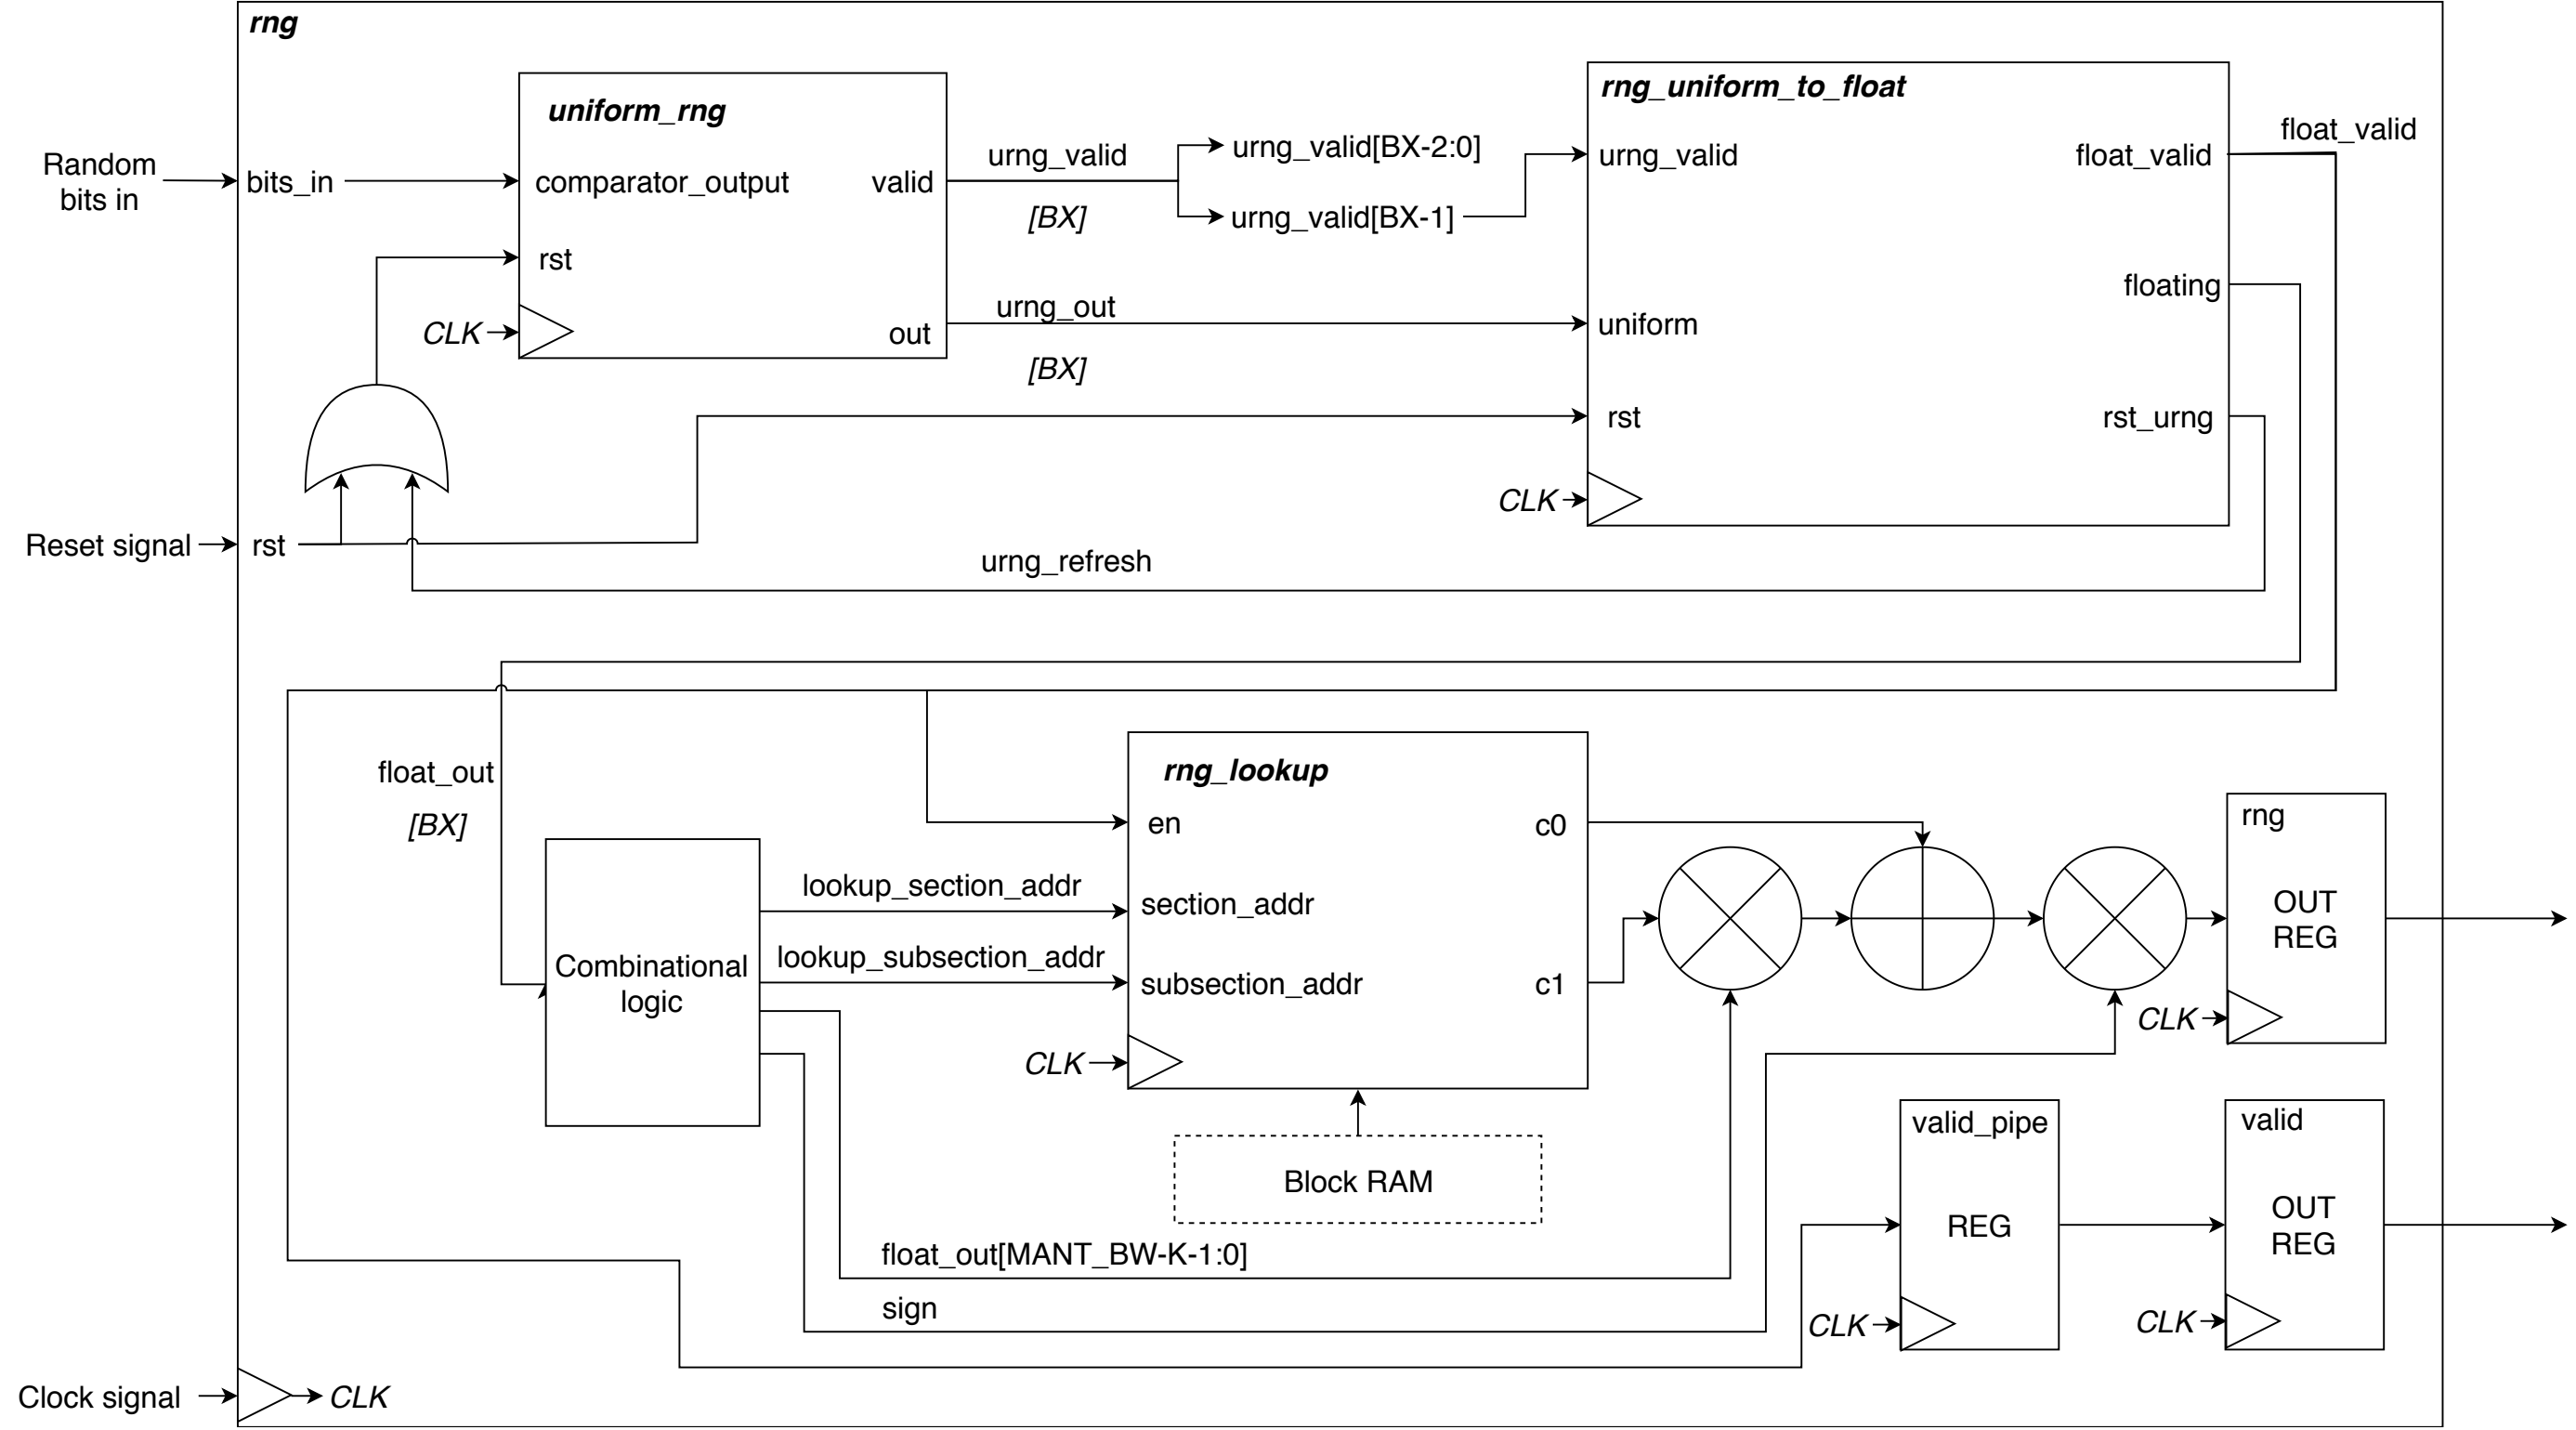 rng
uniform_rng
rng_uniform_to_float
float_valid
Random
bits in
bits_in
comparator_output
valid
urng_valid
[BX]
urng_valid[BX-2:0]
urng_valid[BX-1]
urng_valid
float_valid
rst
floating
CLK
out
urng_out
[BX]
uniform
rst
rst_urng
CLK
Reset signal
rst
urng_refresh
float_out
[BX]
rng_lookup
en
c0
rng
lookup_section_addr
section_addr
OUT
REG
Combinational
logic
lookup_subsection_addr
subsection_addr
c1
CLK
CLK
valid_pipe
valid
Block RAM
REG
OUT
REG
float_out[MANT_BW-K-1:0]
sign
CLK
CLK
Clock signal
CLK